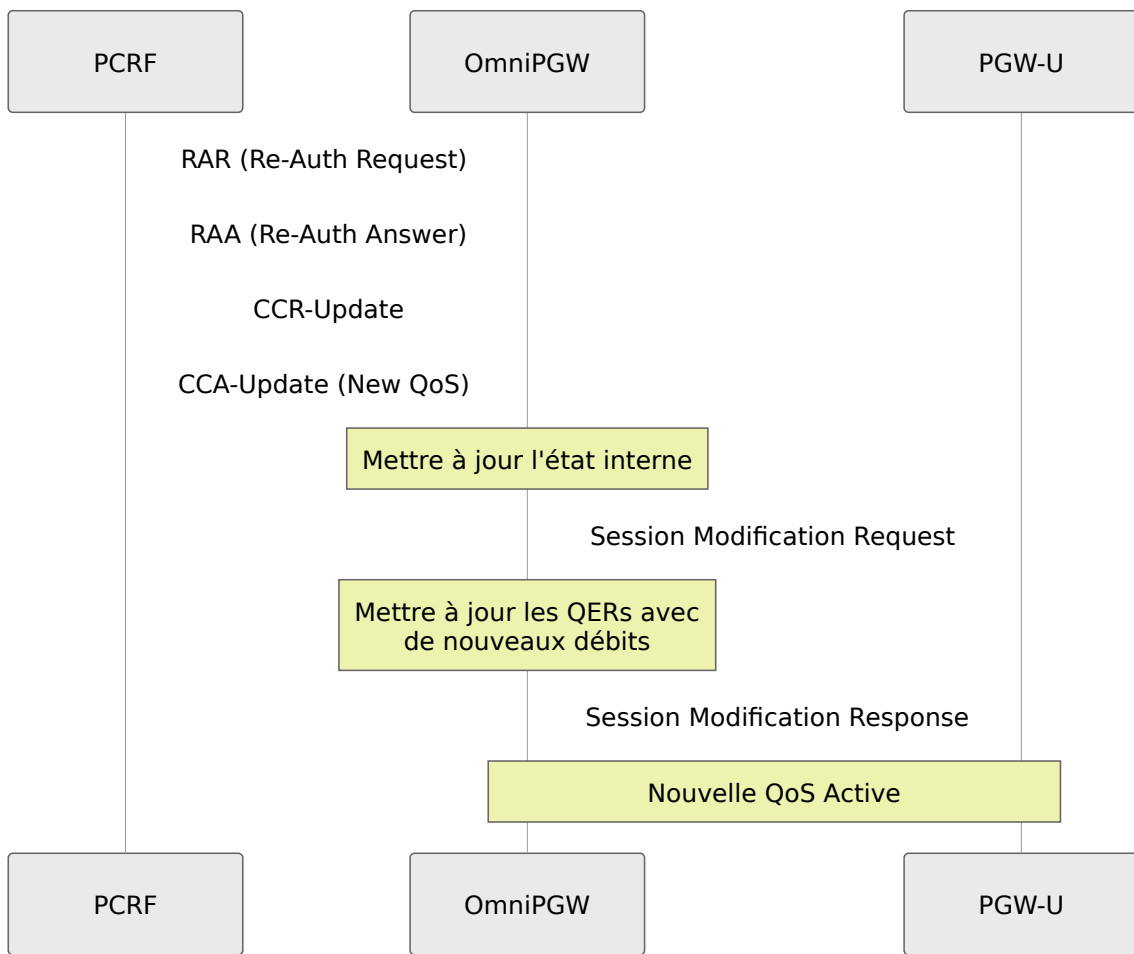 PCRF
OmniPGW
PGW-U
RAR (Re-Auth Request)
RAA (Re-Auth Answer)
CCR-Update
CCA-Update (New QoS)
Mettre à jour l'état interne
Session Modification Request
Mettre à jour les QERs avec
de nouveaux débits
Session Modification Response
Nouvelle QoS Active
PCRF
OmniPGW
PGW-U